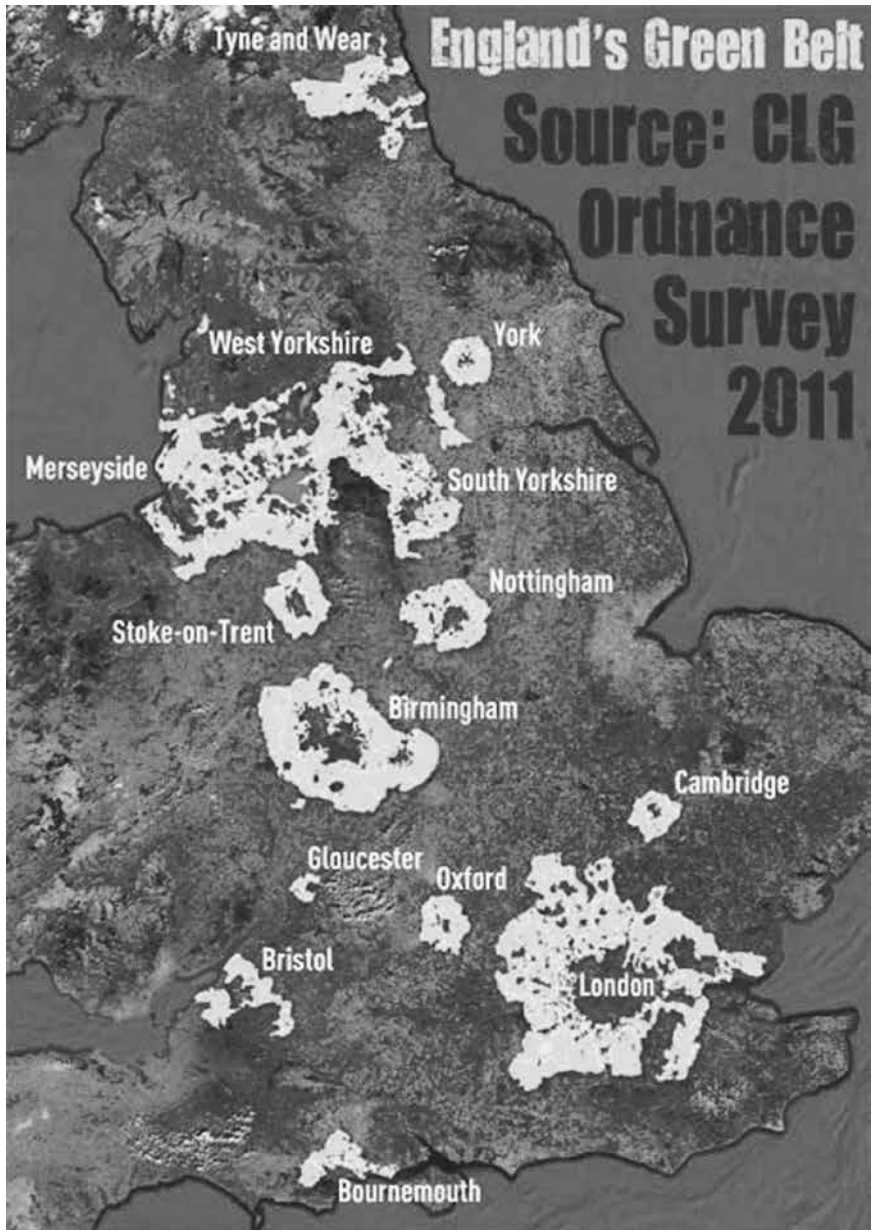 England's Green Belt
Source: CLG
Ordnance
Survey
2011
Tyne and Wear
West Yorkshire
York
Merseyside
South Yorkshire
Nottingham
Stoke-on-Trent
Birmingham
Cambridge
Gloucester
Oxford
Bristol
London
Bournemouth